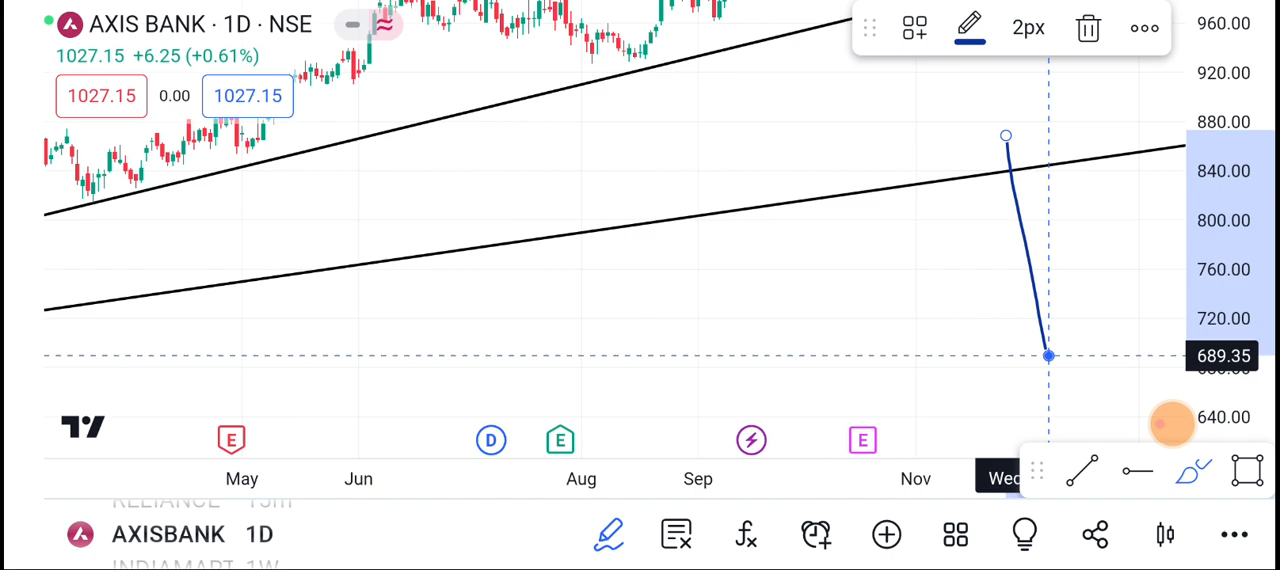 AXIS BANK · 1D · NSE
1027.15 +6.25 (+0.61%)
1027.15 0.00 1027.15
2px
960.00
920.00
880.00
840.00
800.00
760.00
720.00
689.35
640.00
E D E E
May Jun Aug Sep Nov Wed
RELIANCE 15m
AXISBANK 1D
INDIAMART 1W